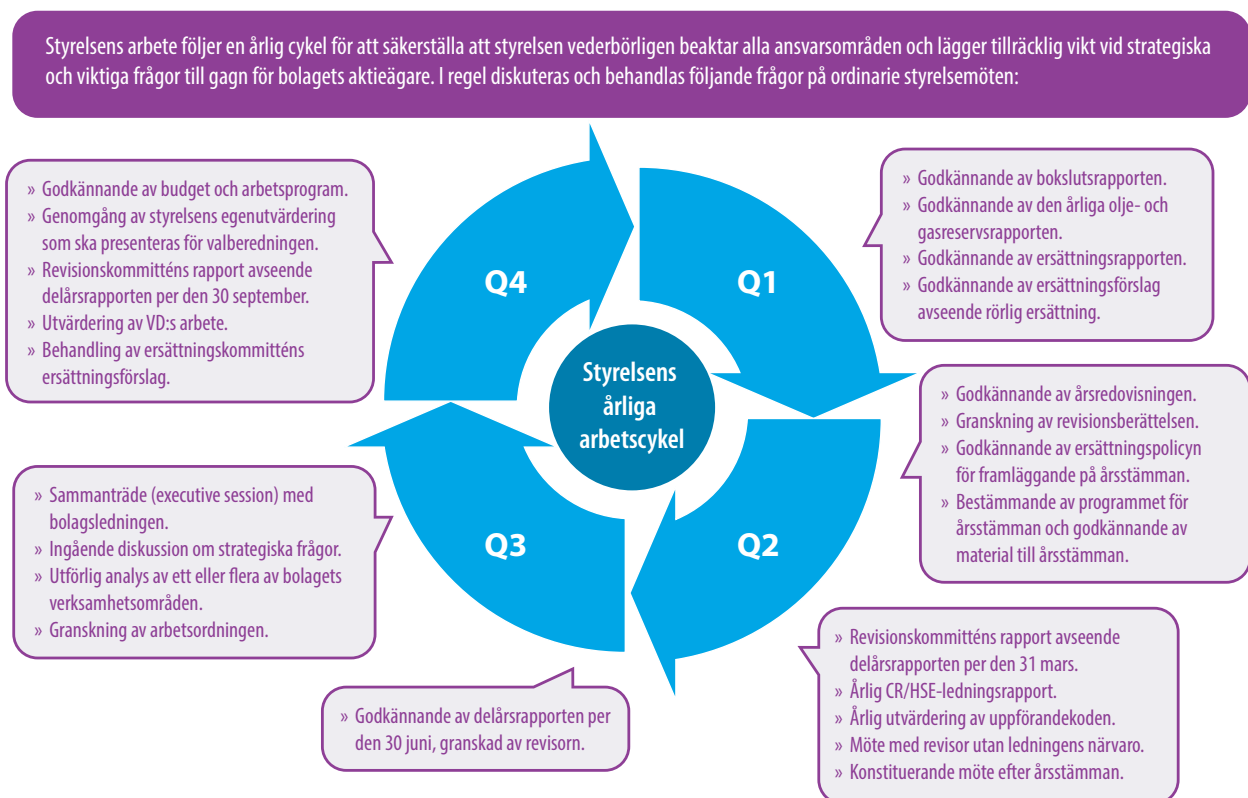 Styrelsens arbete följer en årlig cykel för att säkerställa att styrelsen vederbörligen beaktar alla ansvarsområden och lägger tillräcklig vikt vid strategiska
och viktiga frågor till gagn för bolagets aktieägare. I regel diskuteras och behandlas följande frågor på ordinarie styrelsemöten:
Q1
» Godkännande av bokslutsrapporten.
» Godkännande av den årliga olje- och
gasreservsrapporten.
» Godkännande av ersättningsrapporten.
» Godkännande av ersättningsförslag
avseende rörlig ersättning.
» Godkännande av årsredovisningen.
» Granskning av revisionsberättelsen.
» Godkännande av ersättningspolicyn
för framläggande på årsstämman.
» Bestämmande av programmet för
årsstämman och godkännande av
material till årsstämman.
Q2
» Revisionskommitténs rapport avseende
delårsrapporten per den 31 mars.
» Årlig CR/HSE-ledningsrapport.
» Årlig utvärdering av uppförandekoden.
» Möte med revisor utan ledningens närvaro.
» Konstituerande möte efter årsstämman.
» Godkännande av delårsrapporten per
den 30 juni, granskad av revisorn.
Q3
» Sammanträde (executive session) med
bolagsledningen.
» Ingående diskussion om strategiska frågor.
» Utförlig analys av ett eller flera av bolagets
verksamhetsområden.
» Granskning av arbetsordningen.
Q4
» Godkännande av budget och arbetsprogram.
» Genomgång av styrelsens egenutvärdering
som ska presenteras för valberedningen.
» Revisionskommitténs rapport avseende
delårsrapporten per den 30 september.
» Utvärdering av VD:s arbete.
» Behandling av ersättningskommitténs
ersättningsförslag.
Styrelsens
årliga
arbetscykel